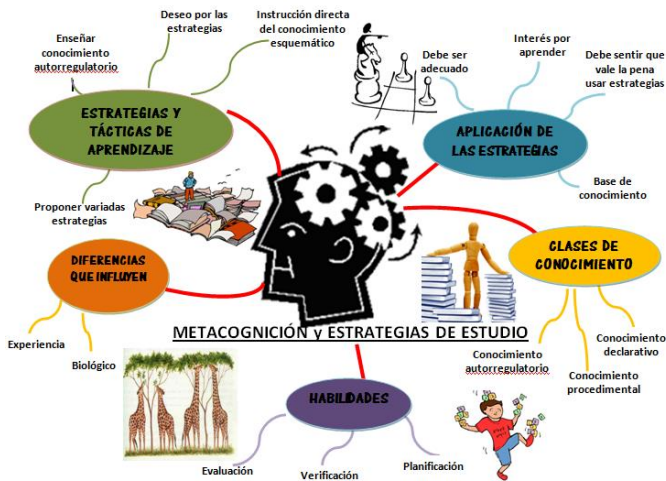 Enseñar
conocimiento
autorregulatorio
Deseo por las
estrategias
Instrucción directa
del conocimiento
esquemático
ESTRATEGIAS Y
TÁCTICAS DE
APRENDIZAJE
Proponer variadas
estrategias
Debe ser
adecuado
Interés por
aprender
Debe sentir que
vale la pena
usar estrategias
APLICACIÓN DE
LAS ESTRATEGIAS
Base de
conocimiento
DIFERENCIAS
QUE INFLUYEN
Experiencia
Biológico
CLASES DE
CONOCIMIENTO
Conocimiento
autorregulatorio
Conocimiento
procedimental
Conocimiento
declarativo
METACOGNICIÓN y ESTRATEGIAS DE ESTUDIO
HABILIDADES
Evaluación
Verificación
Planificación